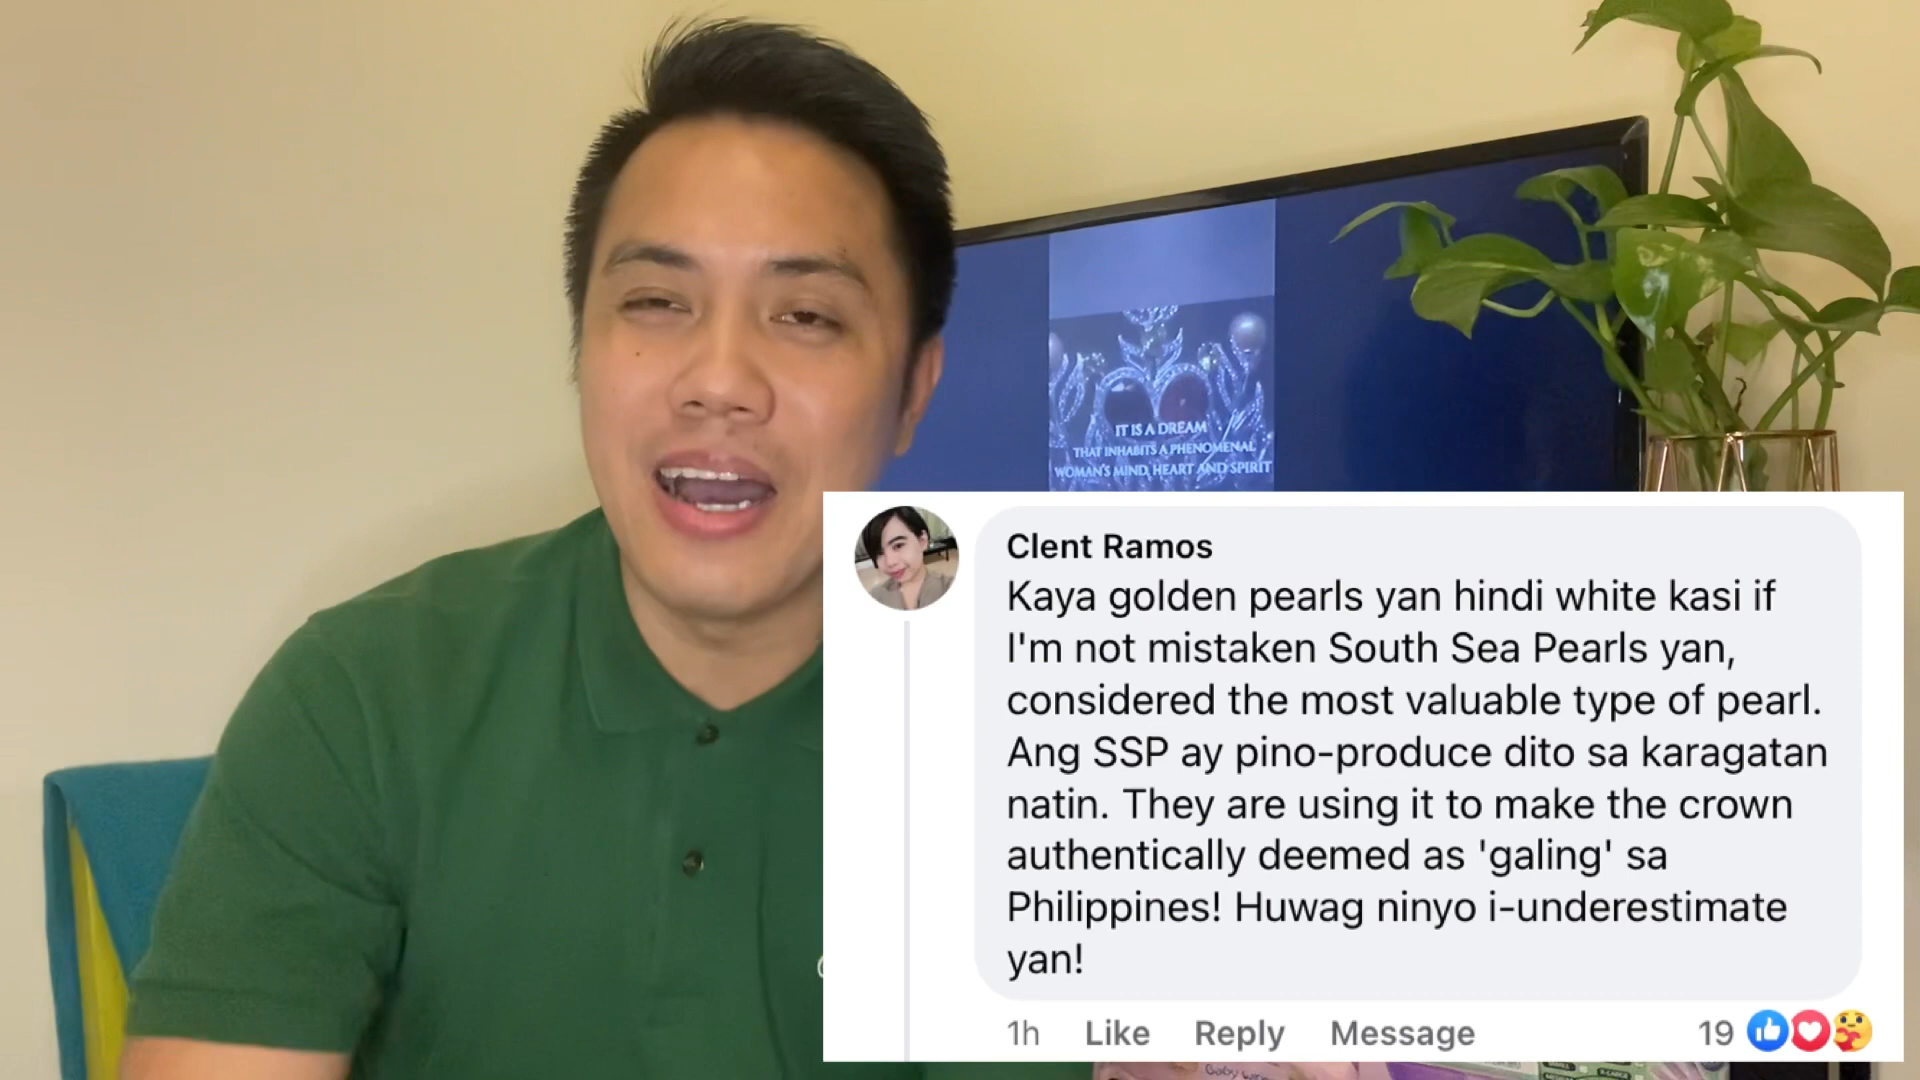 IT IS A DREAM
THAT INHABITS A PHENOMENAL
WOMAN'S MIND, HEART AND SPIRIT
Clent Ramos
Kaya golden pearls yan hindi white kasi if
I'm not mistaken South Sea Pearls yan,
considered the most valuable type of pearl.
Ang SSP ay pino-produce dito sa karagatan
natin. They are using it to make the crown
authentically deemed as 'galing' sa
Philippines! Huwag ninyo i-underestimate
yan!
1h Like Reply Message 19